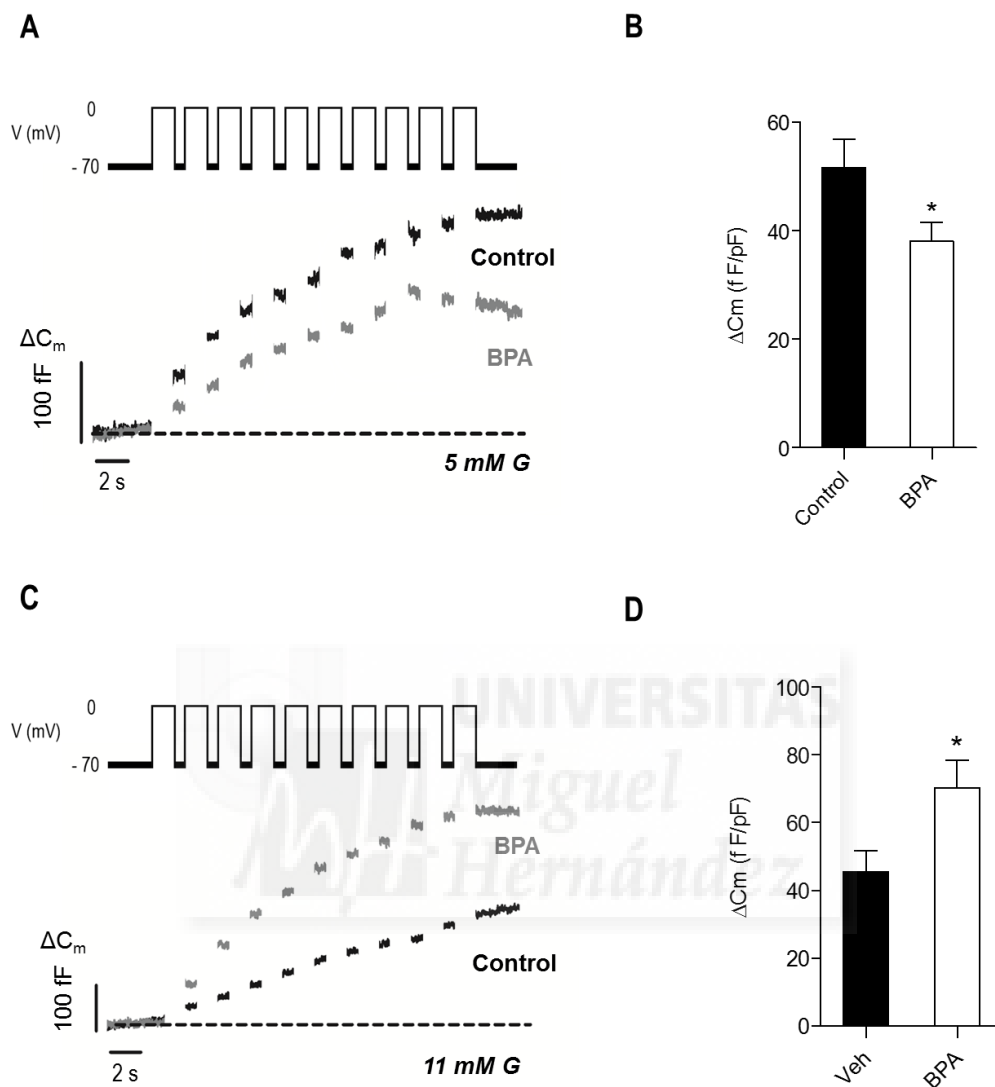 A
0
V (mV)
- 70
Control
BPA
ΔCm
100 fF
2 s
5 mM G
B
60
40
20
0
ΔCm (f F/pF)
*
Control
BPA
C
0
V (mV)
- 70
BPA
Control
ΔCm
100 fF
2 s
11 mM G
D
100
80
60
40
20
0
ΔCm (f F/pF)
*
Veh
BPA
UNIVERSITAS
Miguel
Hernández